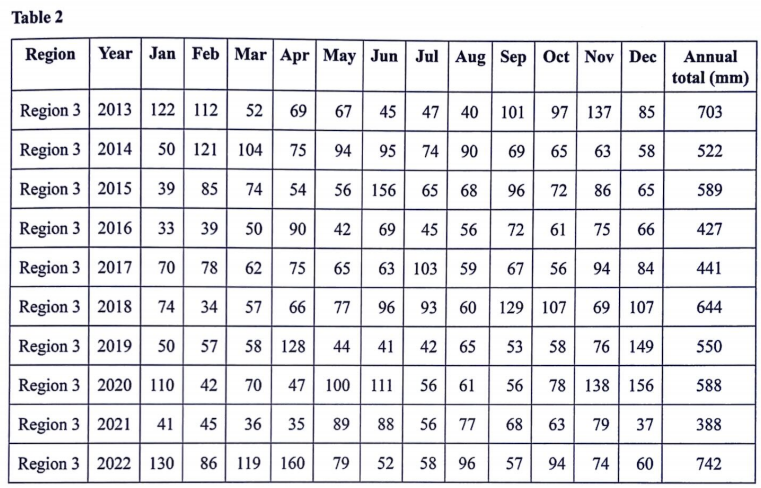 Table 2
Region Year Jan Feb Mar Apr May Jun Jul Aug Sep Oct Nov Dec Annual total (mm)
Region 3 2013 122 112 52 69 67 45 47 40 101 97 137 85 703
Region 3 2014 50 121 104 75 94 95 74 90 69 65 63 58 522
Region 3 2015 39 85 74 54 56 156 65 68 96 72 86 65 589
Region 3 2016 33 39 50 90 42 69 45 56 72 61 75 66 427
Region 3 2017 70 78 62 75 65 63 103 59 67 56 94 84 441
Region 3 2018 74 34 57 66 77 96 93 60 129 107 69 107 644
Region 3 2019 50 57 58 128 44 41 42 65 53 58 76 149 550
Region 3 2020 110 42 70 47 100 111 56 61 56 78 138 156 588
Region 3 2021 41 45 36 35 89 88 56 77 68 63 79 37 388
Region 3 2022 130 86 119 160 79 52 58 96 57 94 74 60 742